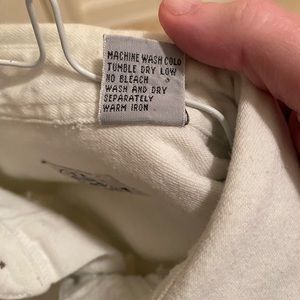 MACHINE WASH COLD
TUMBLE DRY LOW
NO BLEACH
WASH AND DRY
SEPARATELY
WARM IRON